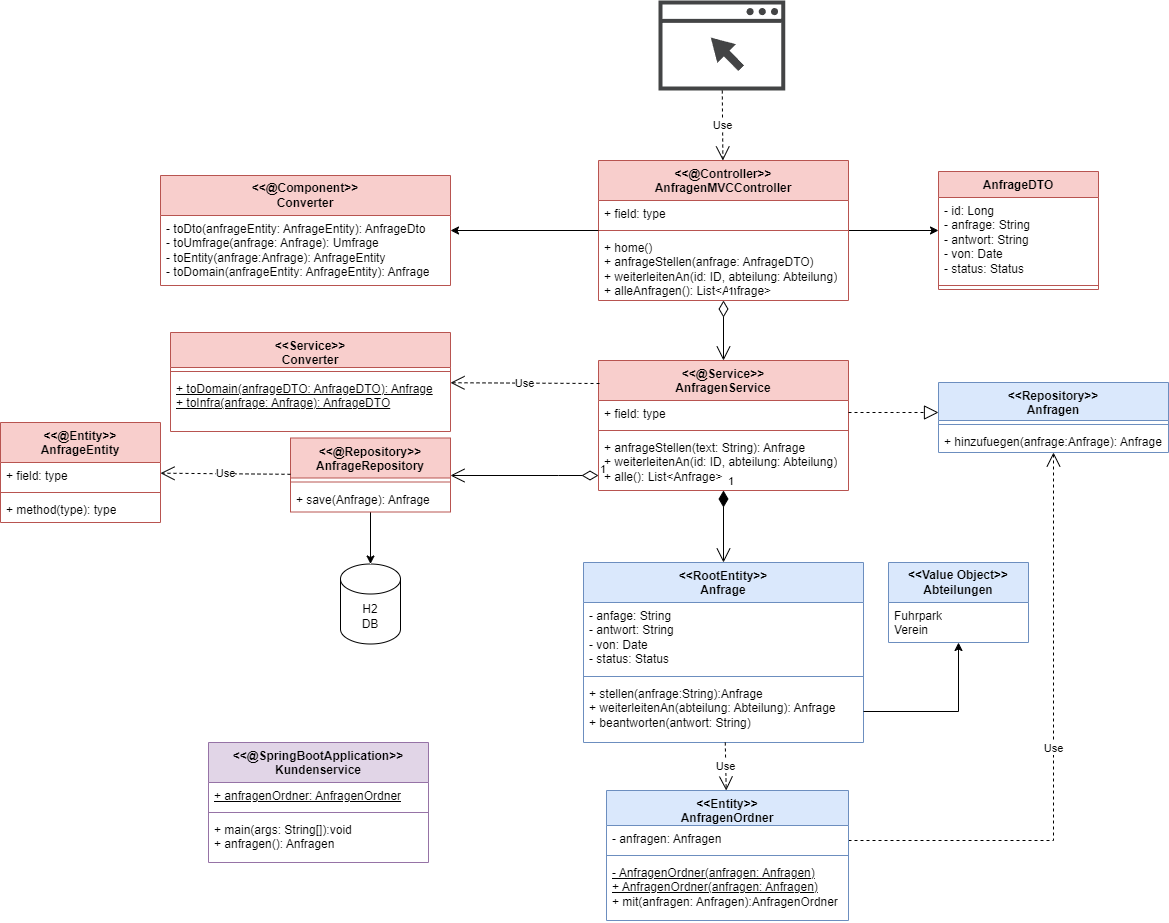 Use
<<@Controller>>
AnfragenMVCController
+ field: type
+ home()
+ anfrageStellen(anfrage: AnfrageDTO)
+ weiterleitenAn(id: ID, abteilung: Abteilung)
+ alleAnfragen(): List<Anfrage>
1
<<@Component>>
Converter
- toDto(anfrageEntity: AnfrageEntity): AnfrageDto
- toUmfrage(anfrage: Anfrage): Umfrage
- toEntity(anfrage:Anfrage): AnfrageEntity
- toDomain(anfrageEntity: AnfrageEntity): Anfrage
AnfrageDTO
- id: Long
- anfrage: String
- antwort: String
- von: Date
- status: Status
<<Service>>
Converter
+ toDomain(anfrageDTO: AnfrageDTO): Anfrage
+ toInfra(anfrage: Anfrage): AnfrageDTO
Use
<<@Service>>
AnfragenService
+ field: type
+ anfrageStellen(text: String): Anfrage
+ weiterleitenAn(id: ID, abteilung: Abteilung)
+ alle(): List<Anfrage>
1
1
<<Repository>>
Anfragen
+ hinzufuegen(anfrage:Anfrage): Anfrage
<<@Entity>>
AnfrageEntity
+ field: type
+ method(type): type
Use
<<@Repository>>
AnfrageRepository
+ save(Anfrage): Anfrage
H2
DB
<<RootEntity>>
Anfrage
- anfage: String
- antwort: String
- von: Date
- status: Status
+ stellen(anfrage:String):Anfrage
+ weiterleitenAn(abteilung: Abteilung): Anfrage
+ beantworten(antwort: String)
<<Value Object>>
Abteilungen
Fuhrpark
Verein
Use
Use
<<@SpringBootApplication>>
Kundenservice
+ anfragenOrdner: AnfragenOrdner
+ main(args: String[]):void
+ anfragen(): Anfragen
<<Entity>>
AnfragenOrdner
- anfragen: Anfragen
- AnfragenOrdner(anfragen: Anfragen)
+ AnfragenOrdner(anfragen: Anfragen)
+ mit(anfragen: Anfragen):AnfragenOrdner